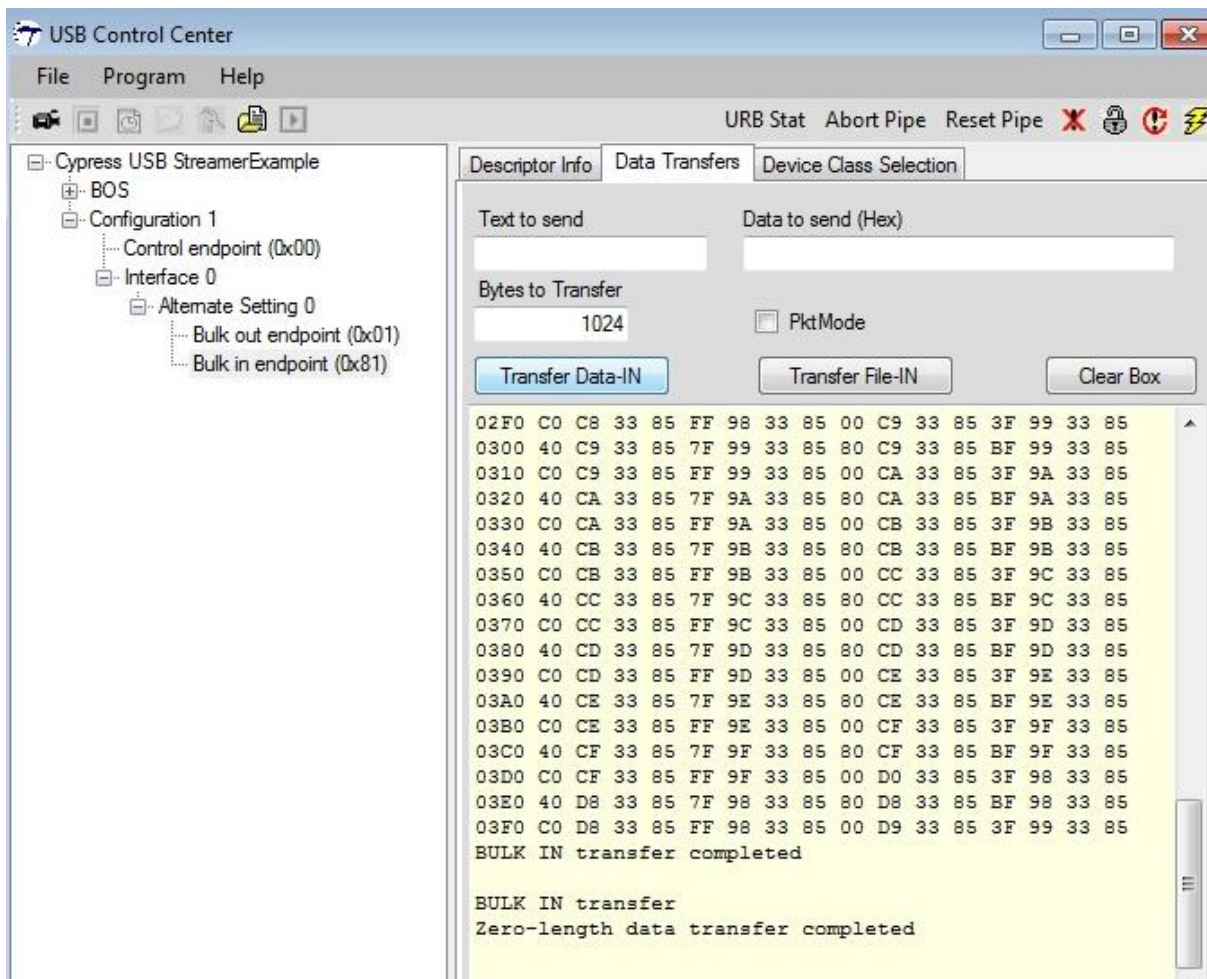 USB Control Center
File Program Help
URB Stat Abort Pipe Reset Pipe
Cypress USB StreamerExample
BOS
Configuration 1
Control endpoint (0x00)
Interface 0
Alternate Setting 0
Bulk out endpoint (0x01)
Bulk in endpoint (0x81)
Descriptor Info Data Transfers Device Class Selection
Text to send Data to send (Hex)
Bytes to Transfer
1024 PktMode
Transfer Data-IN Transfer File-IN Clear Box
02F0 C0 C8 33 85 FF 98 33 85 00 C9 33 85 3F 99 33 85
0300 40 C9 33 85 7F 99 33 85 80 C9 33 85 BF 99 33 85
0310 C0 C9 33 85 FF 99 33 85 00 CA 33 85 3F 9A 33 85
0320 40 CA 33 85 7F 9A 33 85 80 CA 33 85 BF 9A 33 85
0330 C0 CA 33 85 FF 9A 33 85 00 CB 33 85 3F 9B 33 85
0340 40 CB 33 85 7F 9B 33 85 80 CB 33 85 BF 9B 33 85
0350 C0 CB 33 85 FF 9B 33 85 00 CC 33 85 3F 9C 33 85
0360 40 CC 33 85 7F 9C 33 85 80 CC 33 85 BF 9C 33 85
0370 C0 CC 33 85 FF 9C 33 85 00 CD 33 85 3F 9D 33 85
0380 40 CD 33 85 7F 9D 33 85 80 CD 33 85 BF 9D 33 85
0390 C0 CD 33 85 FF 9D 33 85 00 CE 33 85 3F 9E 33 85
03A0 40 CE 33 85 7F 9E 33 85 80 CE 33 85 BF 9E 33 85
03B0 C0 CE 33 85 FF 9E 33 85 00 CF 33 85 3F 9F 33 85
03C0 40 CF 33 85 7F 9F 33 85 80 CF 33 85 BF 9F 33 85
03D0 C0 CF 33 85 FF 9F 33 85 00 D0 33 85 3F 98 33 85
03E0 40 D8 33 85 7F 98 33 85 80 D8 33 85 BF 98 33 85
03F0 C0 D8 33 85 FF 98 33 85 00 D9 33 85 3F 99 33 85
BULK IN transfer completed
BULK IN transfer
Zero-length data transfer completed